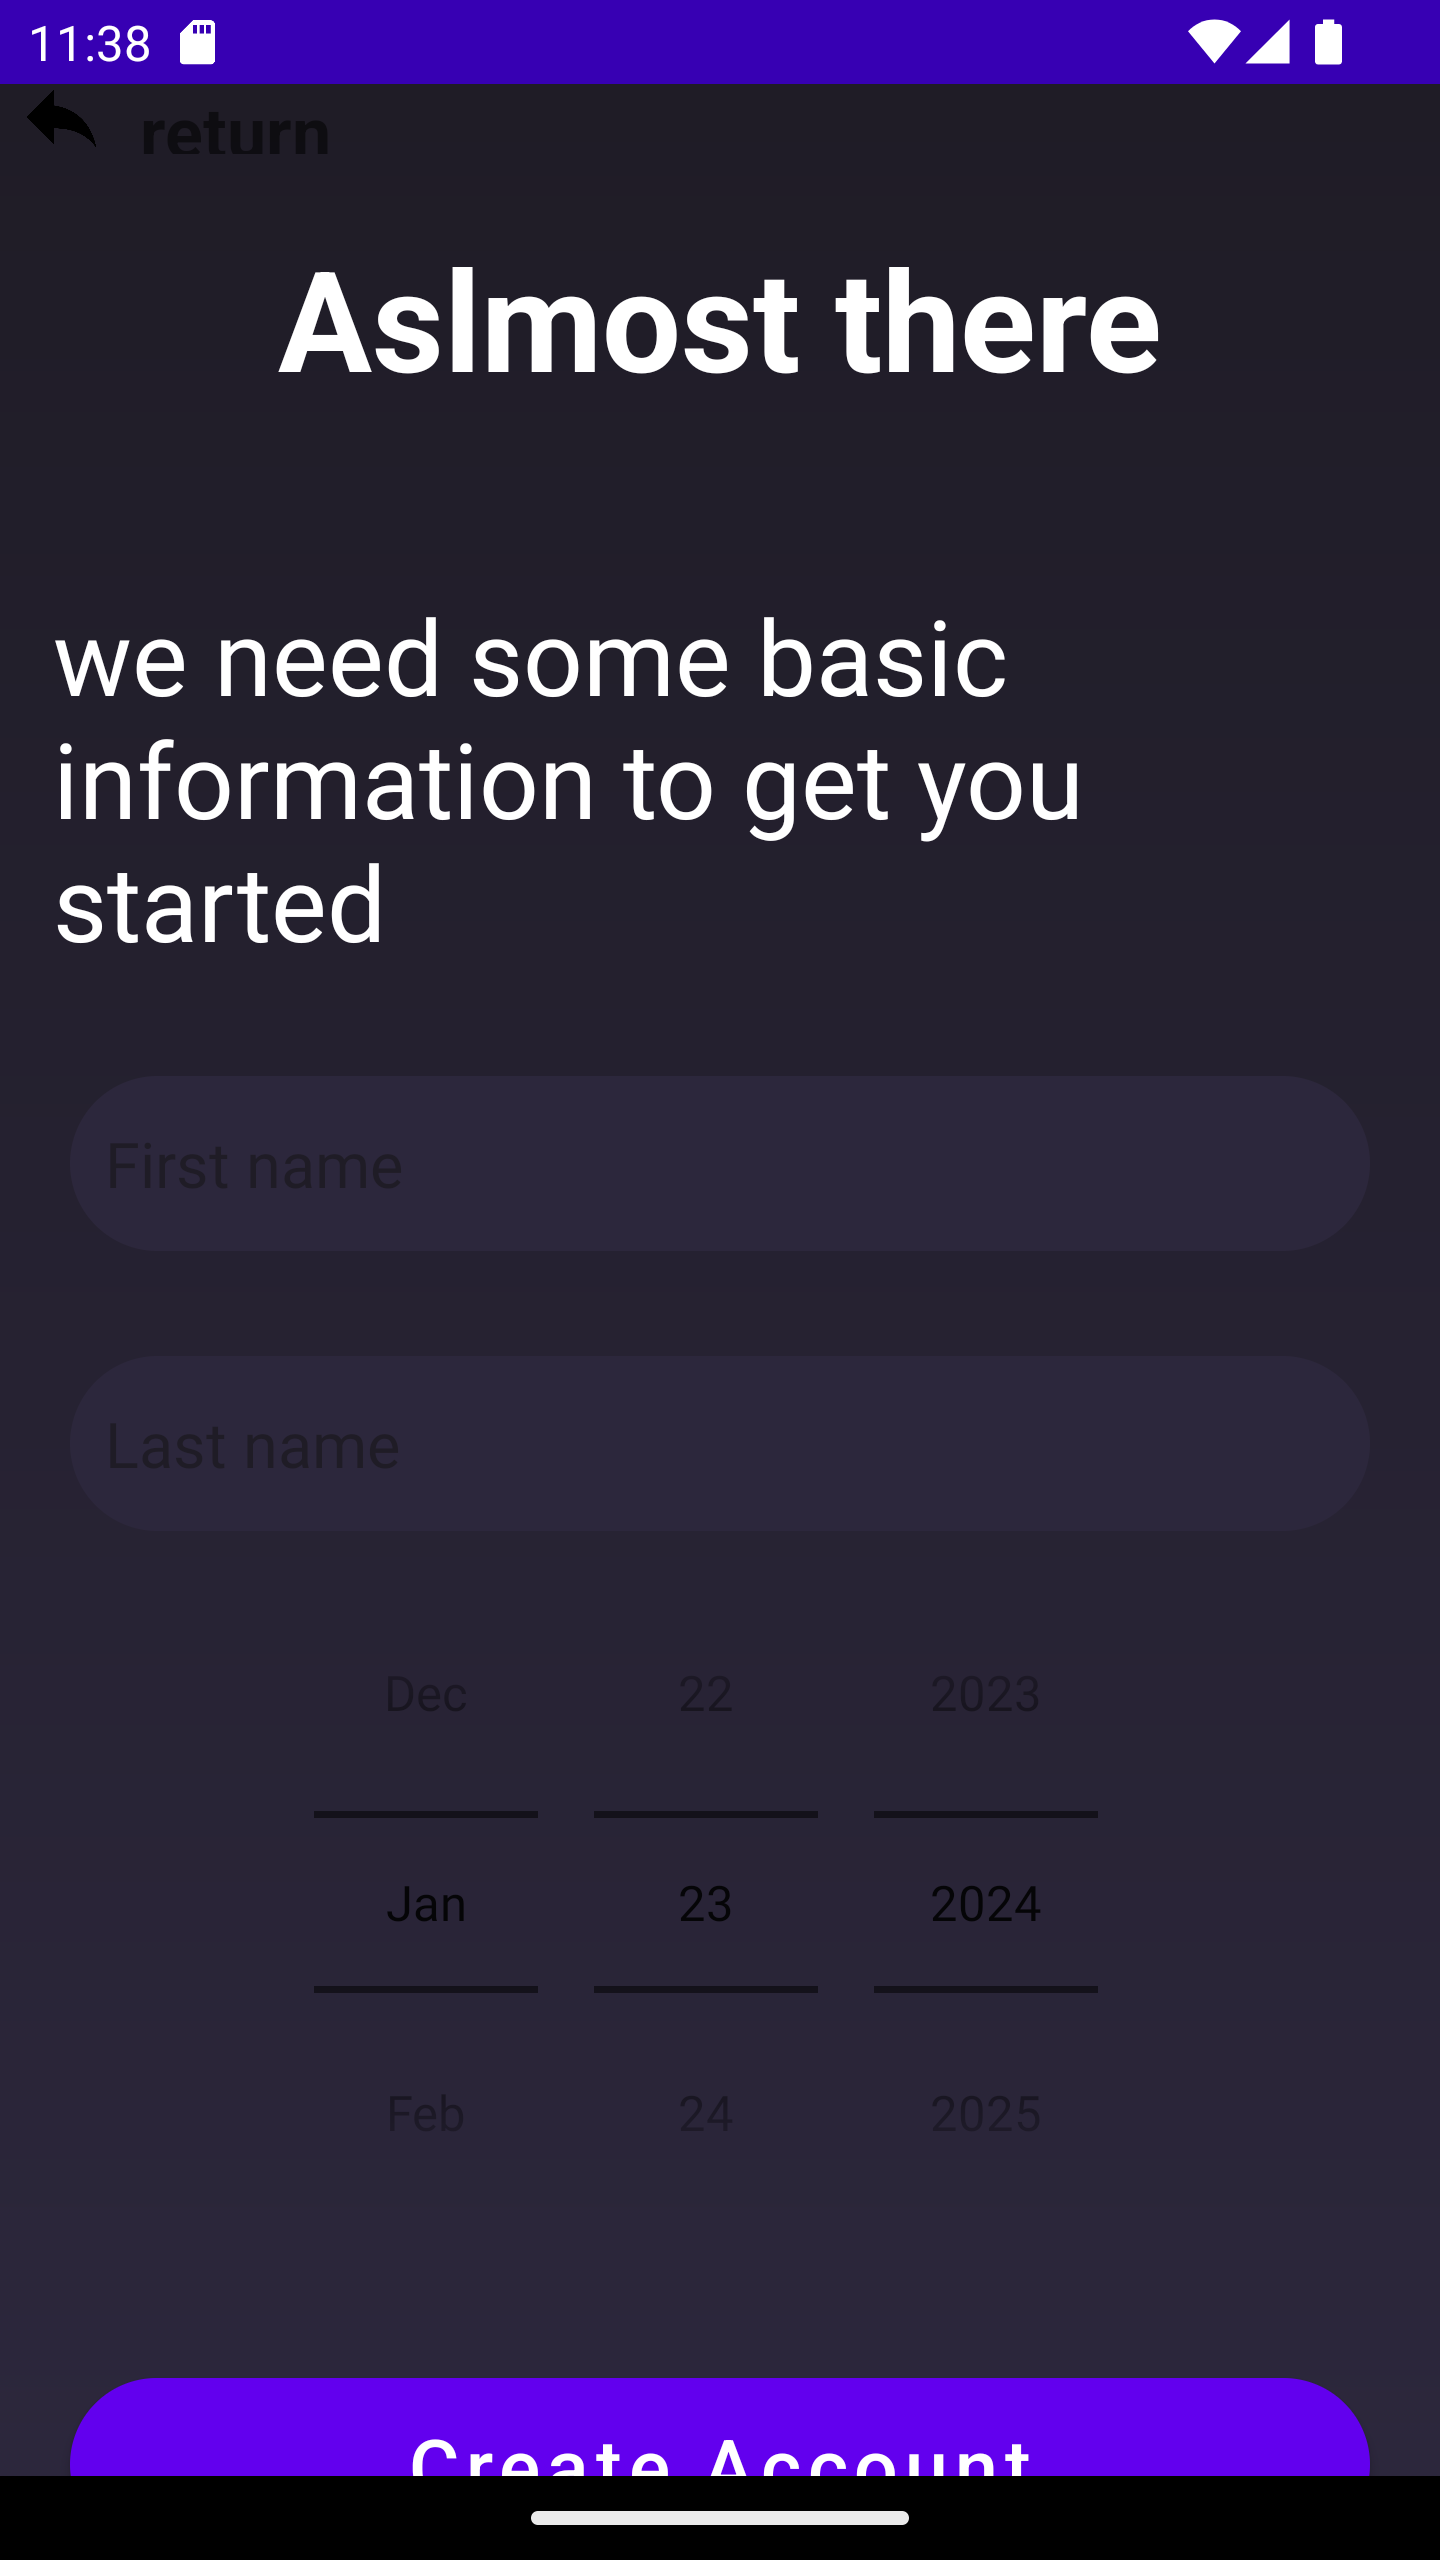 11:38
return
Aslmost there
we need some basic
information to get you
started
First name
Last name
Dec 22 2023
Jan 23 2024
Feb 24 2025
Create Account